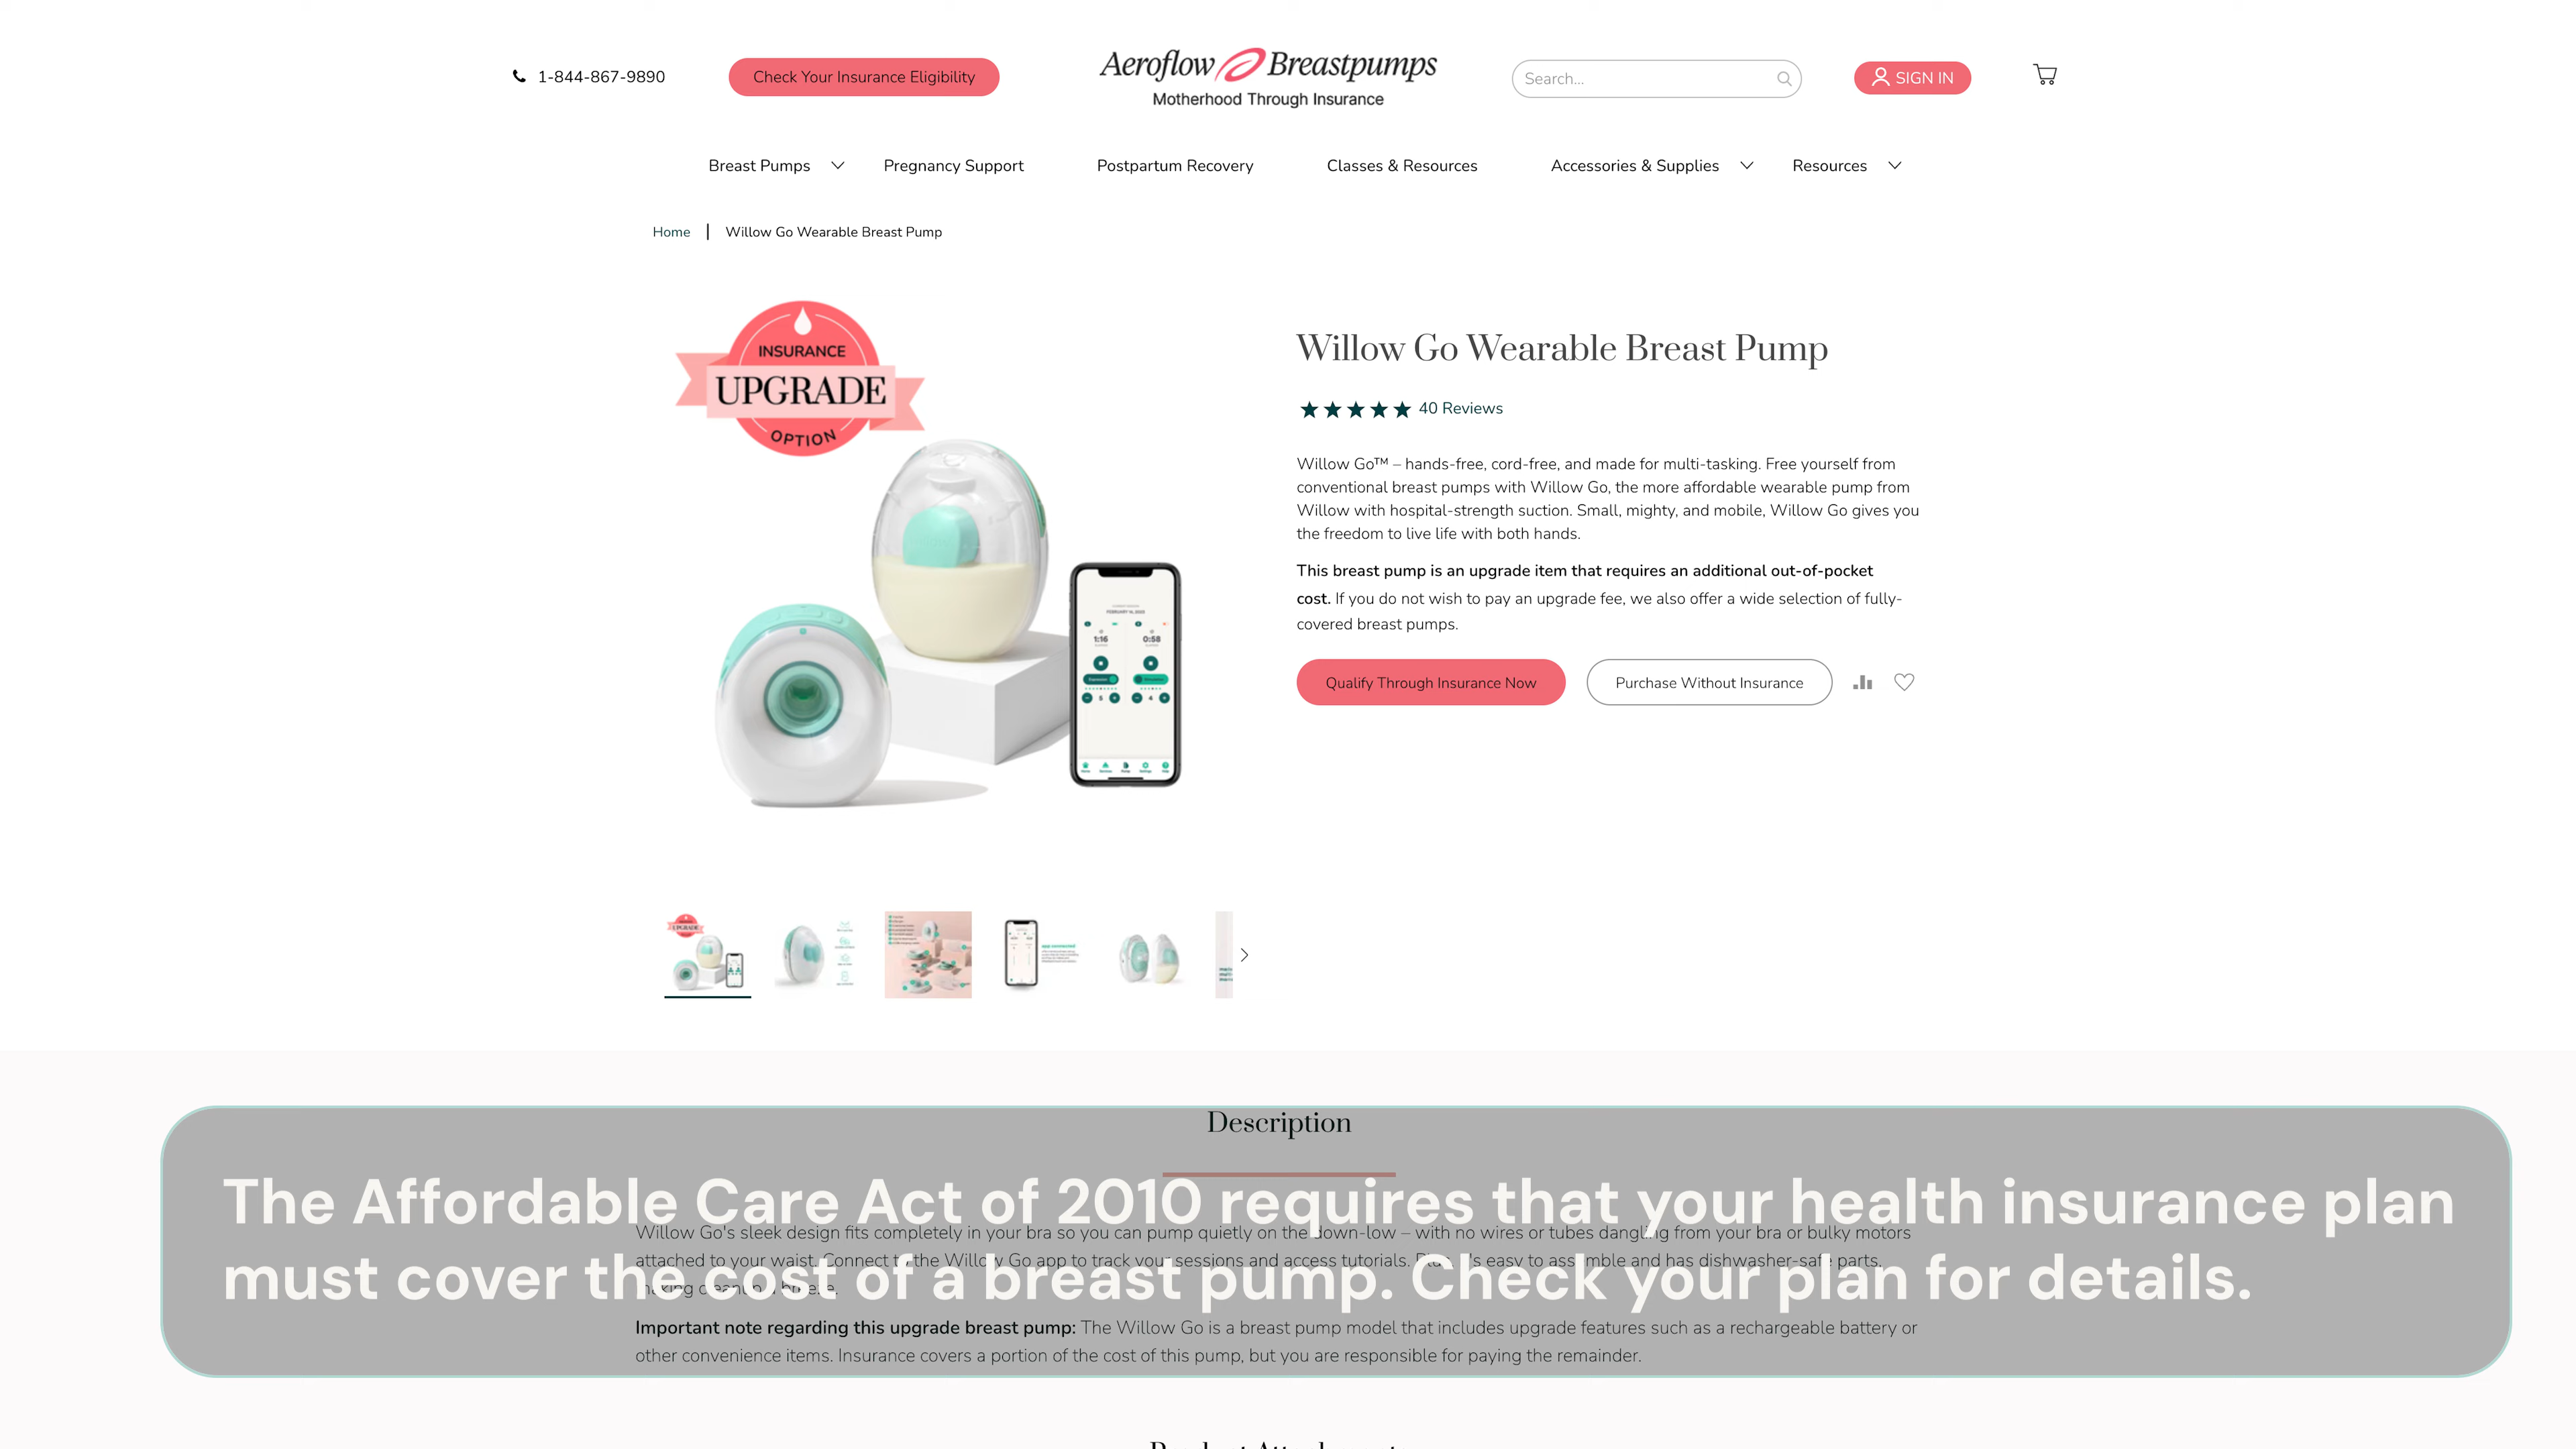 1-844-867-9890
Check Your Insurance Eligibility
Aeroflow Breastpumps
Motherhood Through Insurance
Search...
SIGN IN
Breast Pumps
Pregnancy Support
Postpartum Recovery
Classes & Resources
Accessories & Supplies
Resources
Home
Willow Go Wearable Breast Pump
INSURANCE
UPGRADE
OPTION
1:16
0:58
Willow Go Wearable Breast Pump
40 Reviews
Willow Go™ – hands-free, cord-free, and made for multi-tasking. Free yourself from
conventional breast pumps with Willow Go, the more affordable wearable pump from
Willow with hospital-strength suction. Small, mighty, and mobile, Willow Go gives you
the freedom to live life with both hands.
This breast pump is an upgrade item that requires an additional out-of-pocket
cost. If you do not wish to pay an upgrade fee, we also offer a wide selection of fully-
covered breast pumps.
Qualify Through Insurance Now
Purchase Without Insurance
UPGRADE
Description
The Affordable Care Act of 2010 requires that your health insurance plan
must cover the cost of a breast pump. Check your plan for details.
Willow Go's sleek design fits completely in your bra so you can pump quietly on the down-low – with no wires or tubes dangling from your bra or bulky motors
attached to your waist. Connect to the Willow Go app to track your sessions and access tutorials. Plus, it's easy to assemble and has dishwasher-safe parts,
making cleanup a breeze.
Important note regarding this upgrade breast pump: The Willow Go is a breast pump model that includes upgrade features such as a rechargeable battery or
other convenience items. Insurance covers a portion of the cost of this pump, but you are responsible for paying the remainder.